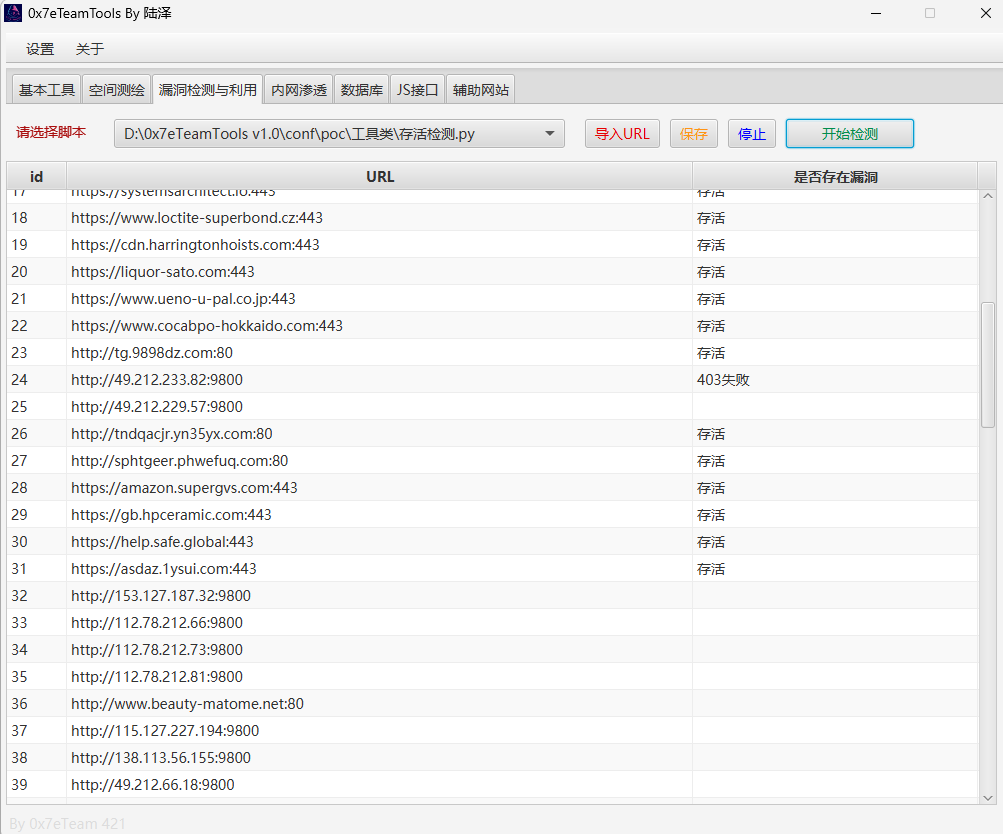 0x7eTeamTools By 陆泽
设置 关于
基本工具 空间测绘 漏洞检测与利用 内网渗透 数据库 JS接口 辅助网站
请选择脚本 D:\0x7eTeamTools v1.0\conf\poc\工具类\存活检测.py 导入URL 保存 停止 开始检测
id URL 是否存在漏洞
17 https://systemsarchitect.io:443 存活
18 https://www.loctite-superbond.cz:443 存活
19 https://cdn.harringtonhoists.com:443 存活
20 https://liquor-sato.com:443 存活
21 https://www.ueno-u-pal.co.jp:443 存活
22 https://www.cocabpo-hokkaido.com:443 存活
23 http://tg.9898dz.com:80 存活
24 http://49.212.233.82:9800 403失败
25 http://49.212.229.57:9800
26 http://tndqacjr.yn35yx.com:80 存活
27 http://sphtgeer.phwefuq.com:80 存活
28 https://amazon.supergvs.com:443 存活
29 https://gb.hpceramic.com:443 存活
30 https://help.safe.global:443 存活
31 https://asdaz.1ysui.com:443 存活
32 http://153.127.187.32:9800
33 http://112.78.212.66:9800
34 http://112.78.212.73:9800
35 http://112.78.212.81:9800
36 http://www.beauty-matome.net:80
37 http://115.127.227.194:9800
38 http://138.113.56.155:9800
39 http://49.212.66.18:9800
By 0x7eTeam 421